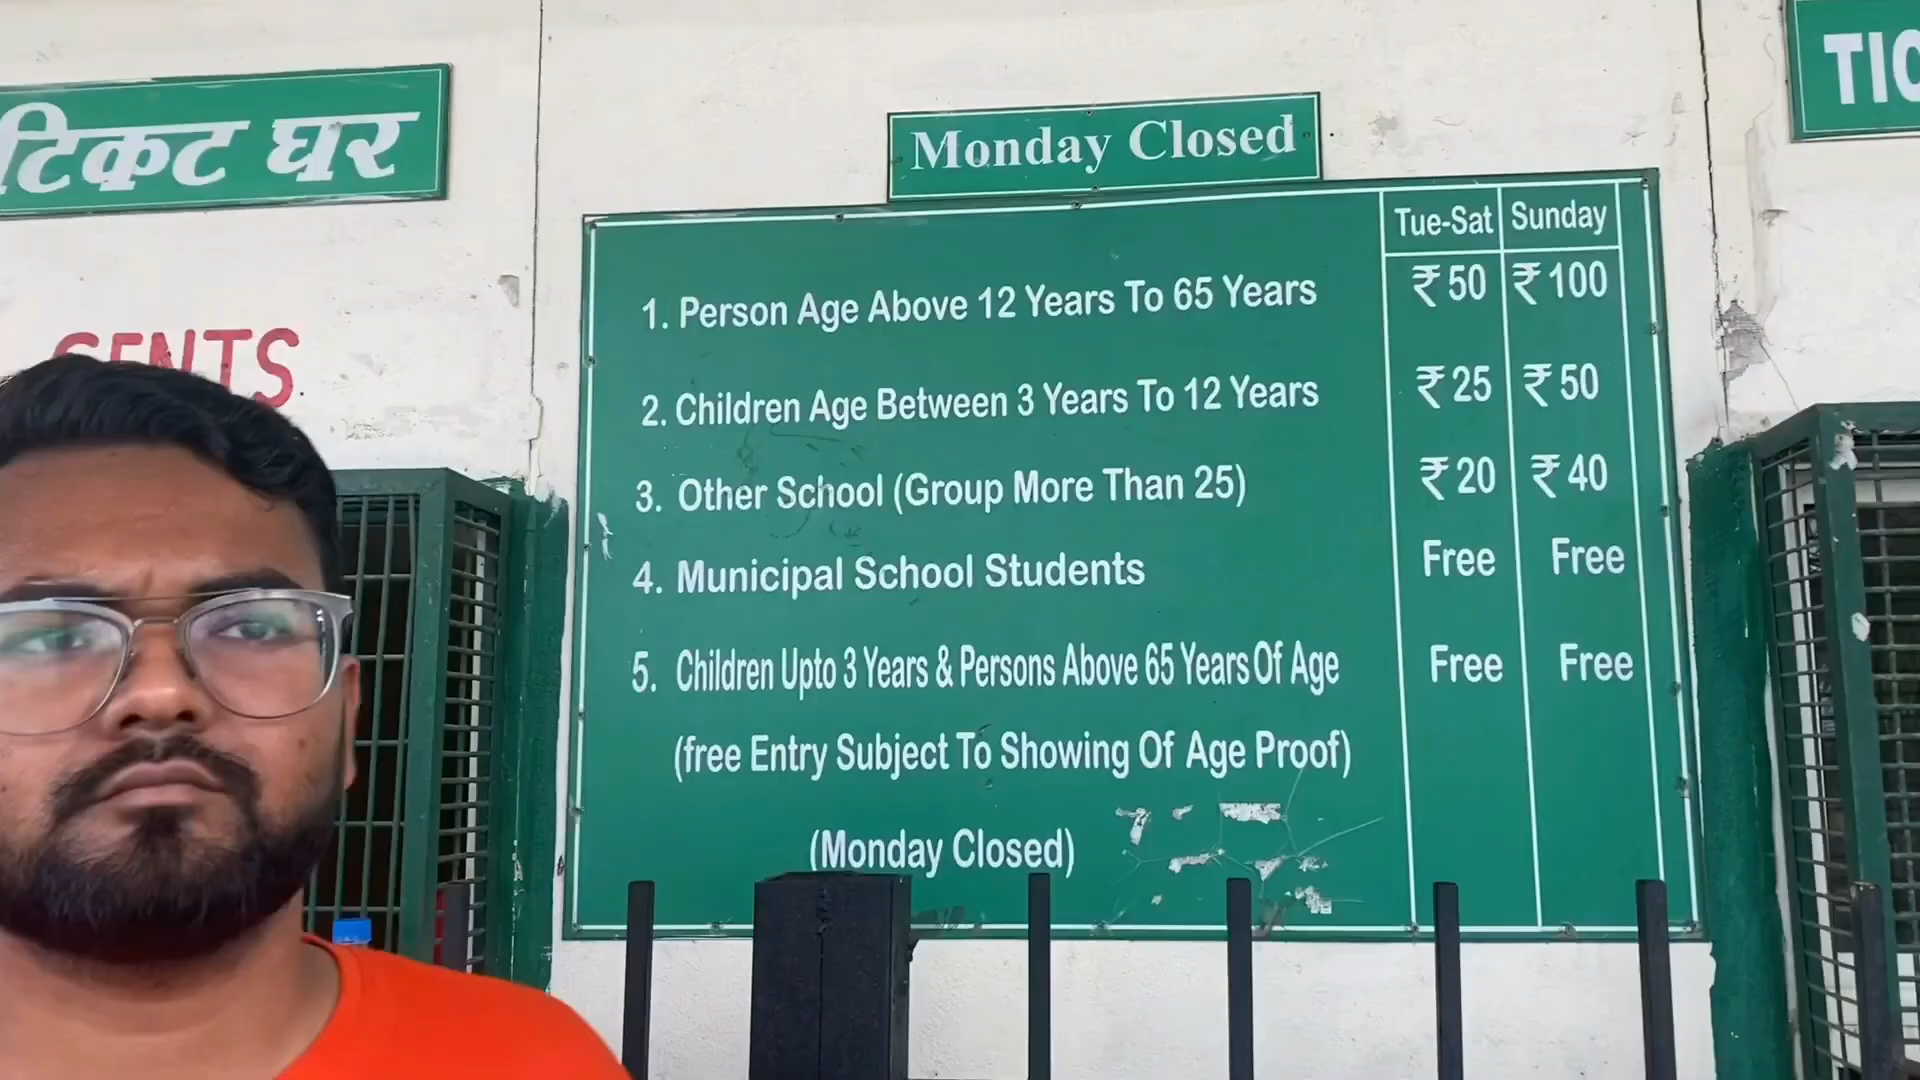 टिकट घर
Monday Closed
GENTS
Tue-Sat Sunday
1. Person Age Above 12 Years To 65 Years ₹50 ₹100
2. Children Age Between 3 Years To 12 Years ₹25 ₹50
3. Other School (Group More Than 25) ₹20 ₹40
4. Municipal School Students Free Free
5. Children Upto 3 Years & Persons Above 65 Years Of Age Free Free
(free Entry Subject To Showing Of Age Proof)
(Monday Closed)